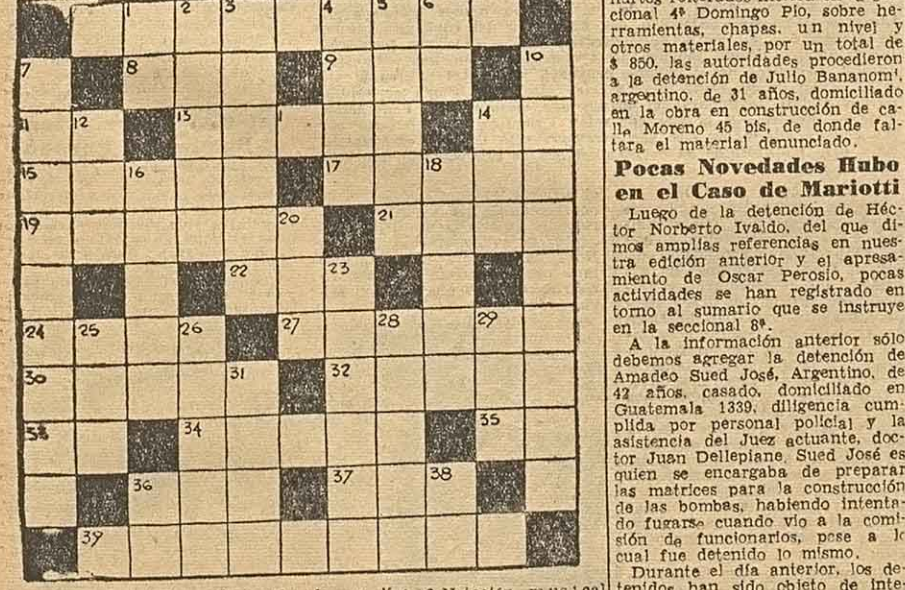 1 2 3 4 5 6
7 8 9 10
11 12 13 1 14
15 16 17 18
19 20 21
22 23
24 25 26 27 28 29
30 31 32
33 34 35
36 37 38
39
cional 4ª Domingo Pío, sobre he-
rramientas, chapas, un nivel y
otros materiales, por un total de
$ 850, las autoridades procedieron
a la detención de Julio Bananomi,
argentino, de 31 años, domiciliado
en la obra en construcción de ca-
lle Moreno 45 bis, de donde fal-
tara el material denunciado.
Pocas Novedades Hubo
en el Caso de Mariotti
Luego de la detención de Héc-
tor Norberto Ivaldo, del que di-
mos amplias referencias en nues-
tra edición anterior y el apresa-
miento de Oscar Perosio, pocas
actividades se han registrado en
torno al sumario que se instruye
en la seccional 8ª.
A la información anterior sólo
debemos agregar la detención de
Amadeo Sued José, Argentino, de
42 años, casado, domiciliado en
Guatemala 1339, diligencia cum-
plida por personal policial y la
asistencia del Juez actuante, doc-
tor Juan Dellepiane. Sued José es
quien se encargaba de preparar
las matrices para la construcción
de las bombas, habiendo intenta-
do fugarse cuando vio a la comi-
sión de funcionarios, pese a lo
cual fue detenido lo mismo.
Durante el día anterior, los de-
tenidos han sido objeto de inte-